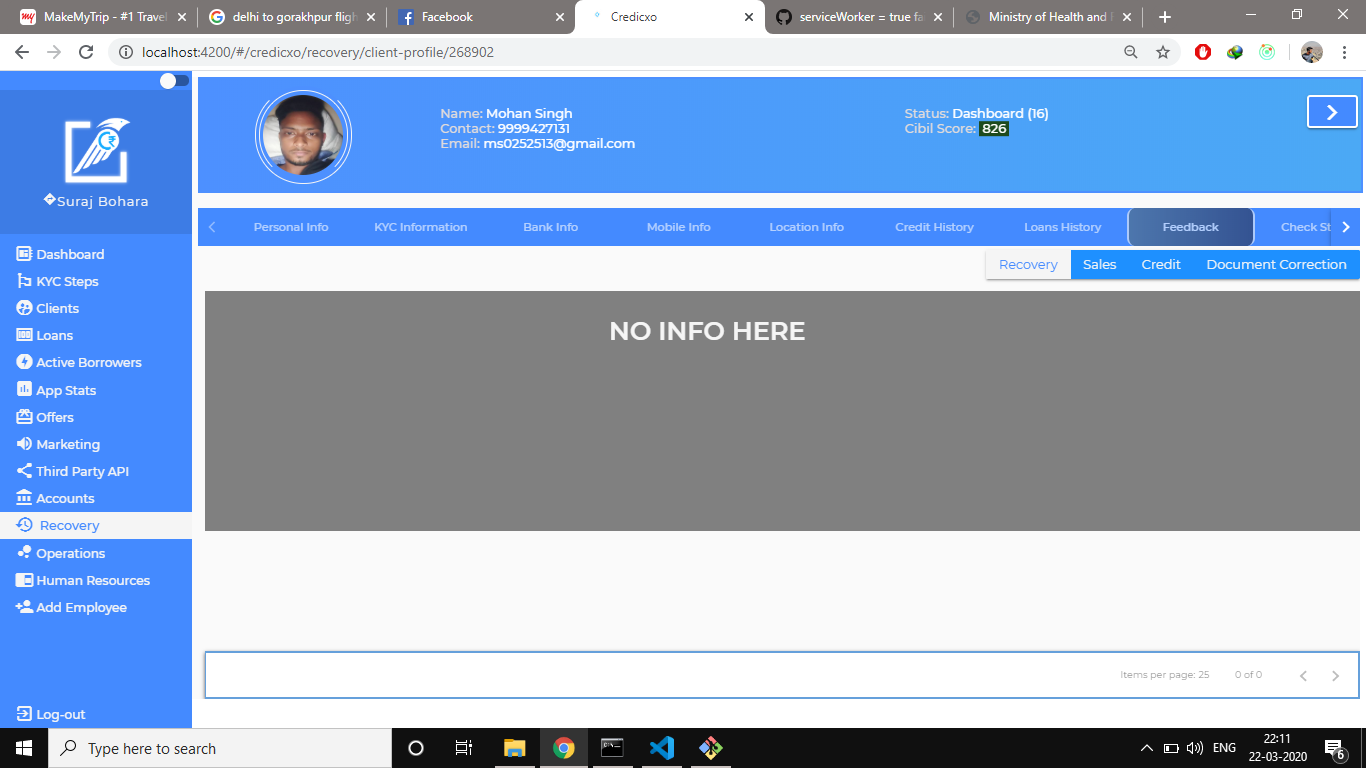 MakeMyTrip - #1 Travel
delhi to gorakhpur fligh
Facebook
Credicxo
serviceWorker = true fa
Ministry of Health and F
localhost:4200/#/credicxo/recovery/client-profile/268902
Name: Mohan Singh
Contact: 9999427131
Email: ms0252513@gmail.com
Status: Dashboard (16)
Cibil Score: 826
Suraj Bohara
Personal Info
KYC Information
Bank Info
Mobile Info
Location Info
Credit History
Loans History
Feedback
Check St
Recovery
Sales
Credit
Document Correction
Dashboard
KYC Steps
Clients
Loans
Active Borrowers
App Stats
Offers
Marketing
Third Party API
Accounts
Recovery
Operations
Human Resources
Add Employee
Log-out
NO INFO HERE
Items per page: 25
0 of 0
Type here to search
ENG
22:11
22-03-2020
6